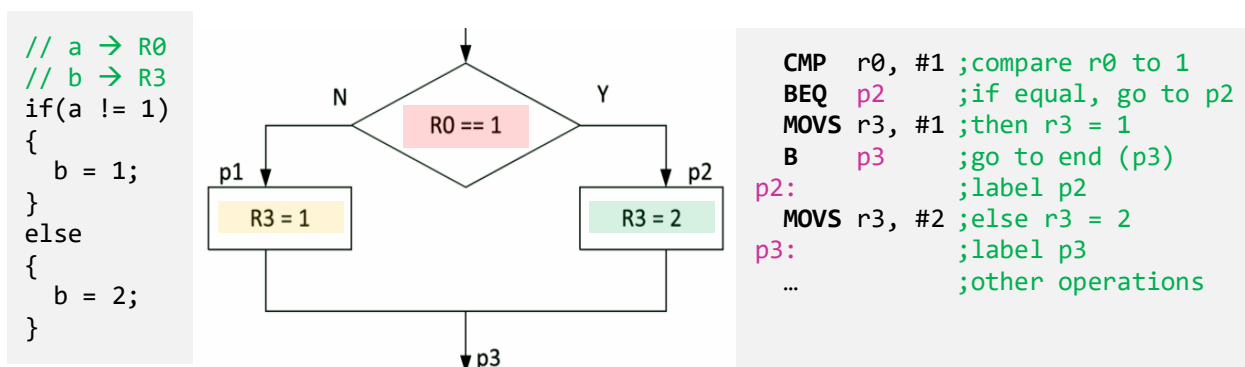 // a → R0
// b → R3
if(a != 1)
{
  b = 1;
}
else
{
  b = 2;
}
N
Y
R0 == 1
p1
p2
R3 = 1
R3 = 2
p3
CMP r0, #1 ;compare r0 to 1
BEQ p2 ;if equal, go to p2
MOVS r3, #1 ;then r3 = 1
B p3 ;go to end (p3)
p2: ;label p2
MOVS r3, #2 ;else r3 = 2
p3: ;label p3
… ;other operations